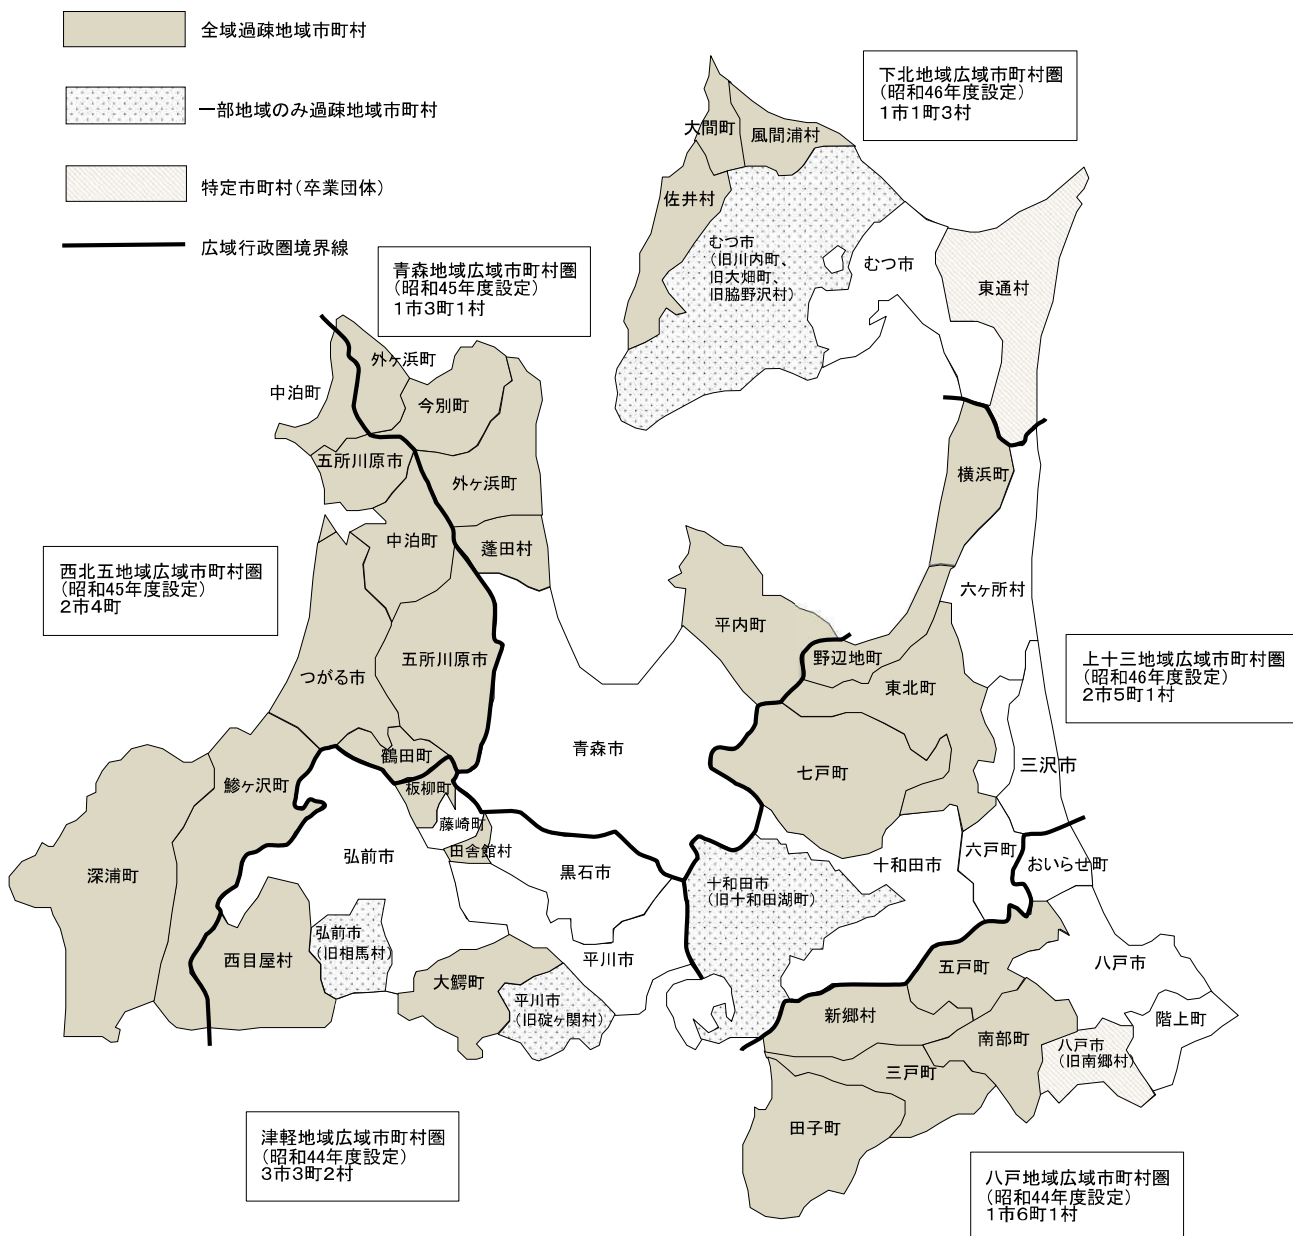 全域過疎地域市町村
一部地域のみ過疎地域市町村
特定市町村(卒業団体)
広域行政圏境界線
下北地域広域市町村圏
(昭和46年度設定)
1市1町3村
大間町
風間浦村
佐井村
むつ市
(旧川内町、
旧大畑町、
旧脇野沢村)
むつ市
東通村
青森地域広域市町村圏
(昭和45年度設定)
1市3町1村
外ヶ浜町
中泊町
今別町
五所川原市
外ヶ浜町
横浜町
中泊町
蓬田村
西北五地域広域市町村圏
(昭和45年度設定)
2市4町
六ヶ所村
平内町
野辺地町
五所川原市
つがる市
東北町
上十三地域広域市町村圏
(昭和46年度設定)
2市5町1村
青森市
鶴田町
七戸町
三沢市
鰺ヶ沢町
板柳町
藤崎町
田舎館村
六戸町
おいらせ町
弘前市
黒石市
十和田市
深浦町
十和田市
(旧十和田湖町)
弘前市
(旧相馬村)
西目屋村
平川市
八戸市
五戸町
大鰐町
平川市
(旧碇ヶ関村)
新郷村
階上町
南部町
八戸市
(旧南郷村)
三戸町
田子町
津軽地域広域市町村圏
(昭和44年度設定)
3市3町2村
八戸地域広域市町村圏
(昭和44年度設定)
1市6町1村